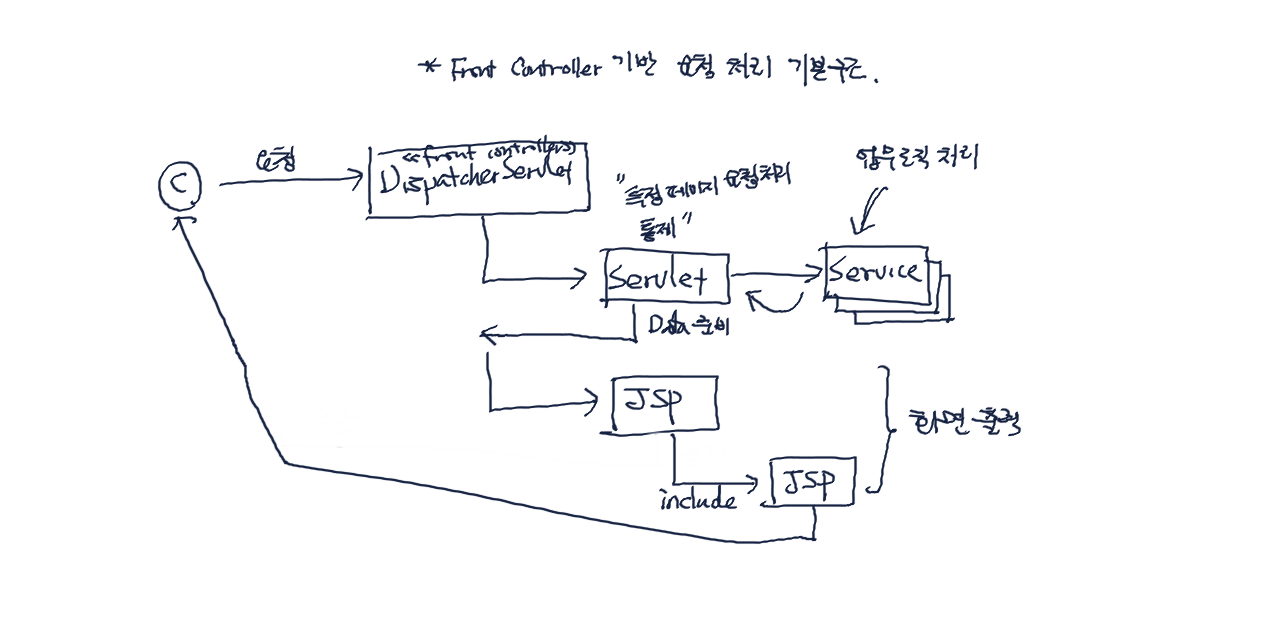 * Front Controller 기반 요청 처리 기본구조.
요청
C
<<front controller>>
DispatcherServlet
"특정 페이지 요청처리
통제"
업무로직 처리
Servlet
Service
Data 준비
JSP
화면 출력
JSP
include